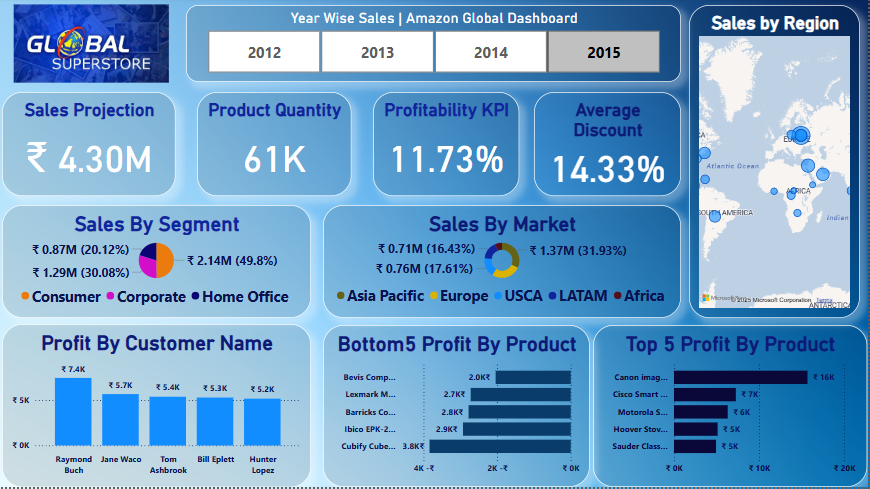 GLOBAL
SUPERSTORE
Year Wise Sales | Amazon Global Dashboard
2012
2013
2014
2015
Sales by Region
Atlantic Ocean
AFRICA
SOUTH AMERICA
Indian
© 2025 Microsoft Corporation Terms
ANTARCTICA
Sales Projection
₹ 4.30M
Product Quantity
61K
Profitability KPI
11.73%
Average
Discount
14.33%
Sales By Segment
₹ 0.87M (20.12%)
₹ 1.29M (30.08%)
₹ 2.14M (49.8%)
Consumer
Corporate
Home Office
Sales By Market
₹ 0.71M (16.43%)
₹ 0.76M (17.61%)
₹ 1.37M (31.93%)
Asia Pacific
Europe
USCA
LATAM
Africa
Profit By Customer Name
₹ 5K
₹ 0K
₹ 7.4K
₹ 5.7K
₹ 5.4K
₹ 5.3K
₹ 5.2K
Raymond
Buch
Jane Waco
Tom
Ashbrook
Bill Eplett
Hunter
Lopez
Bottom5 Profit By Product
Bevis Comp...
2.0K₹
Lexmark M...
2.7K₹
Barricks Co...
2.8K₹
Ibico EPK-2...
2.9K₹
Cubify Cube...
3.8K₹
4K -₹
2K -₹
₹ 0K
Top 5 Profit By Product
Canon imag...
₹ 16K
Cisco Smart ...
₹ 7K
Motorola S...
₹ 6K
Hoover Stov...
₹ 5K
Sauder Class...
₹ 5K
₹ 0K
₹ 10K
₹ 20K